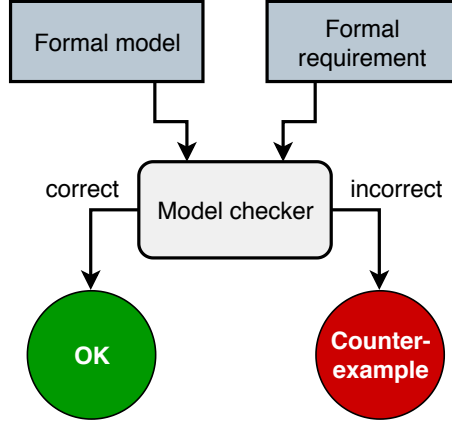 Formal model
Formal
requirement
correct
incorrect
Model checker
OK
Counter-
example